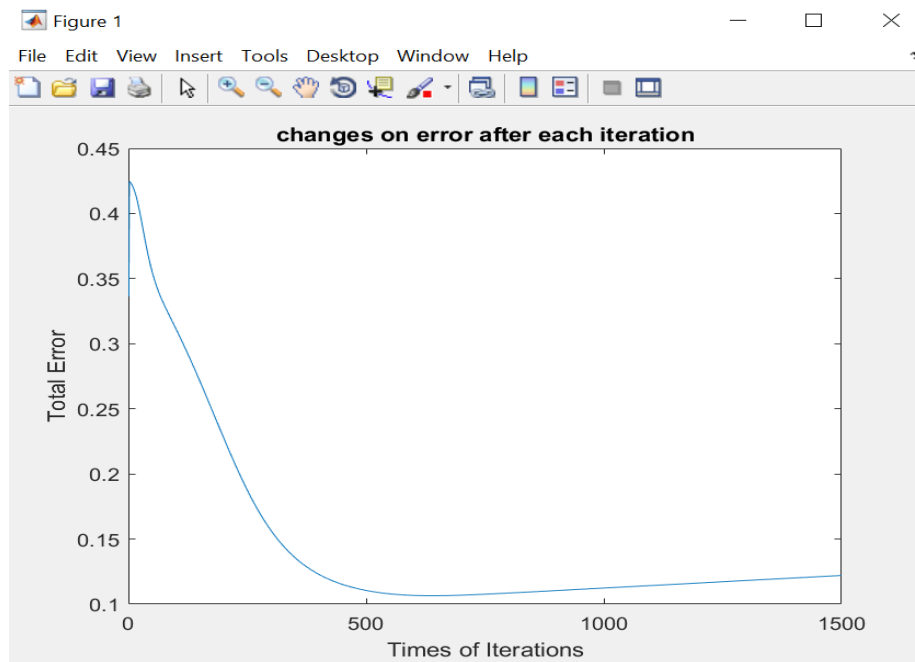 Figure 1
File Edit View Insert Tools Desktop Window Help
changes on error after each iteration
0.45
0.4
0.35
0.3
0.25
0.2
0.15
0.1
Total Error
0 500 1000 1500
Times of Iterations